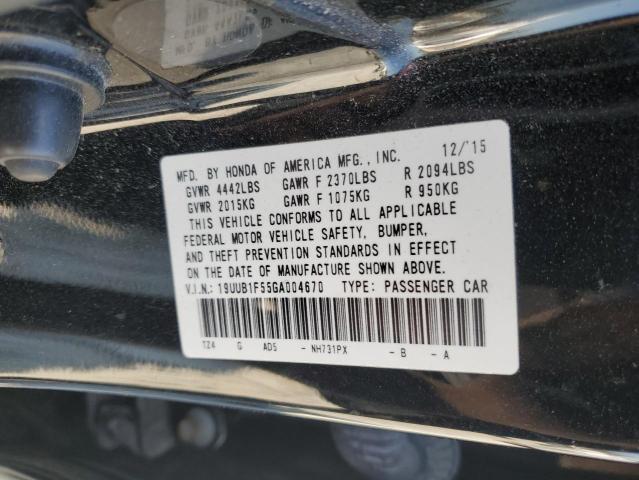 MFD. BY HONDA OF AMERICA MFG., INC. 12/'15
GVWR 4442LBS GAWR F 2370LBS R 2094LBS
GVWR 2015KG GAWR F 1075KG R 950KG
THIS VEHICLE CONFORMS TO ALL APPLICABLE
FEDERAL MOTOR VEHICLE SAFETY, BUMPER,
AND THEFT PREVENTION STANDARDS IN EFFECT
ON THE DATE OF MANUFACTURE SHOWN ABOVE.
V.I.N.: 19UUB1F55GA004670 TYPE: PASSENGER CAR
TZ4 G AD5 - NH731PX - B - A